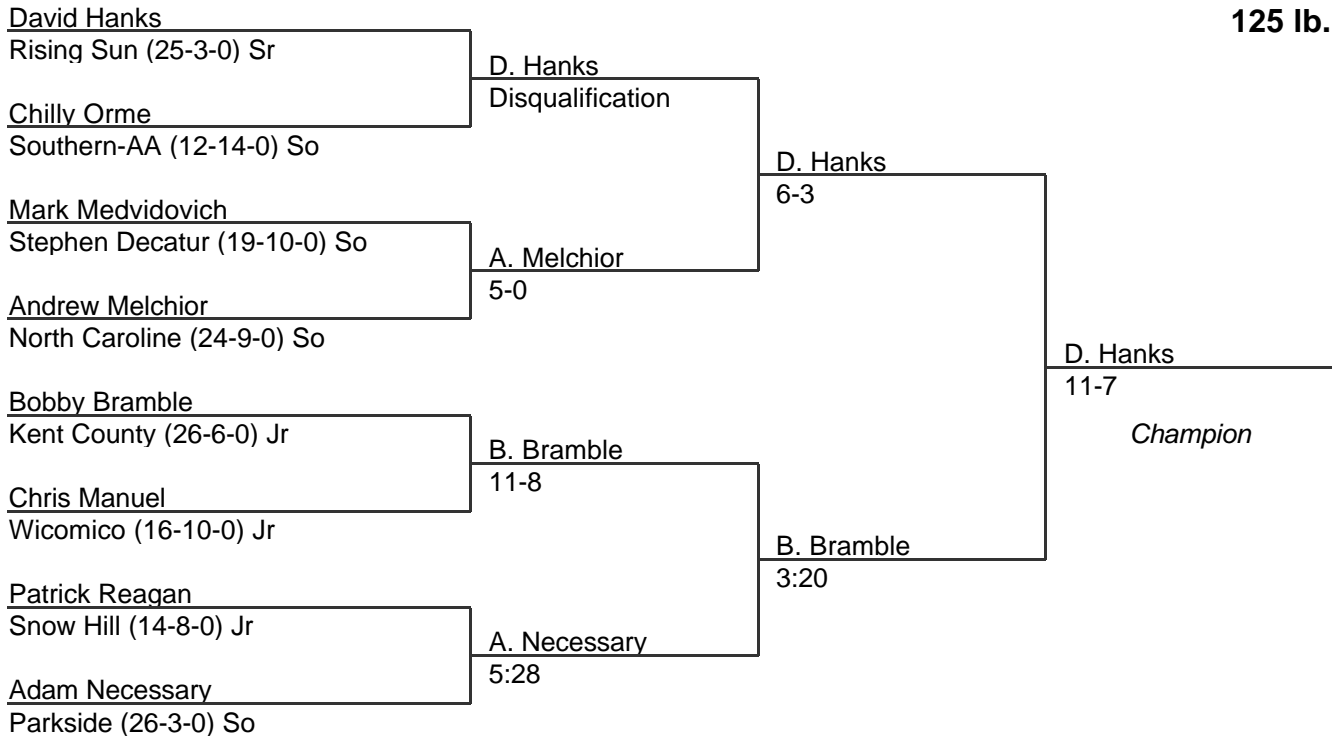 125 lb.
David Hanks
Rising Sun (25-3-0) Sr
D. Hanks
Disqualification
Chilly Orme
Southern-AA (12-14-0) So
D. Hanks
6-3
Mark Medvidovich
Stephen Decatur (19-10-0) So
A. Melchior
5-0
Andrew Melchior
North Caroline (24-9-0) So
D. Hanks
11-7
Champion
Bobby Bramble
Kent County (26-6-0) Jr
B. Bramble
11-8
Chris Manuel
Wicomico (16-10-0) Jr
B. Bramble
3:20
Patrick Reagan
Snow Hill (14-8-0) Jr
A. Necessary
5:28
Adam Necessary
Parkside (26-3-0) So